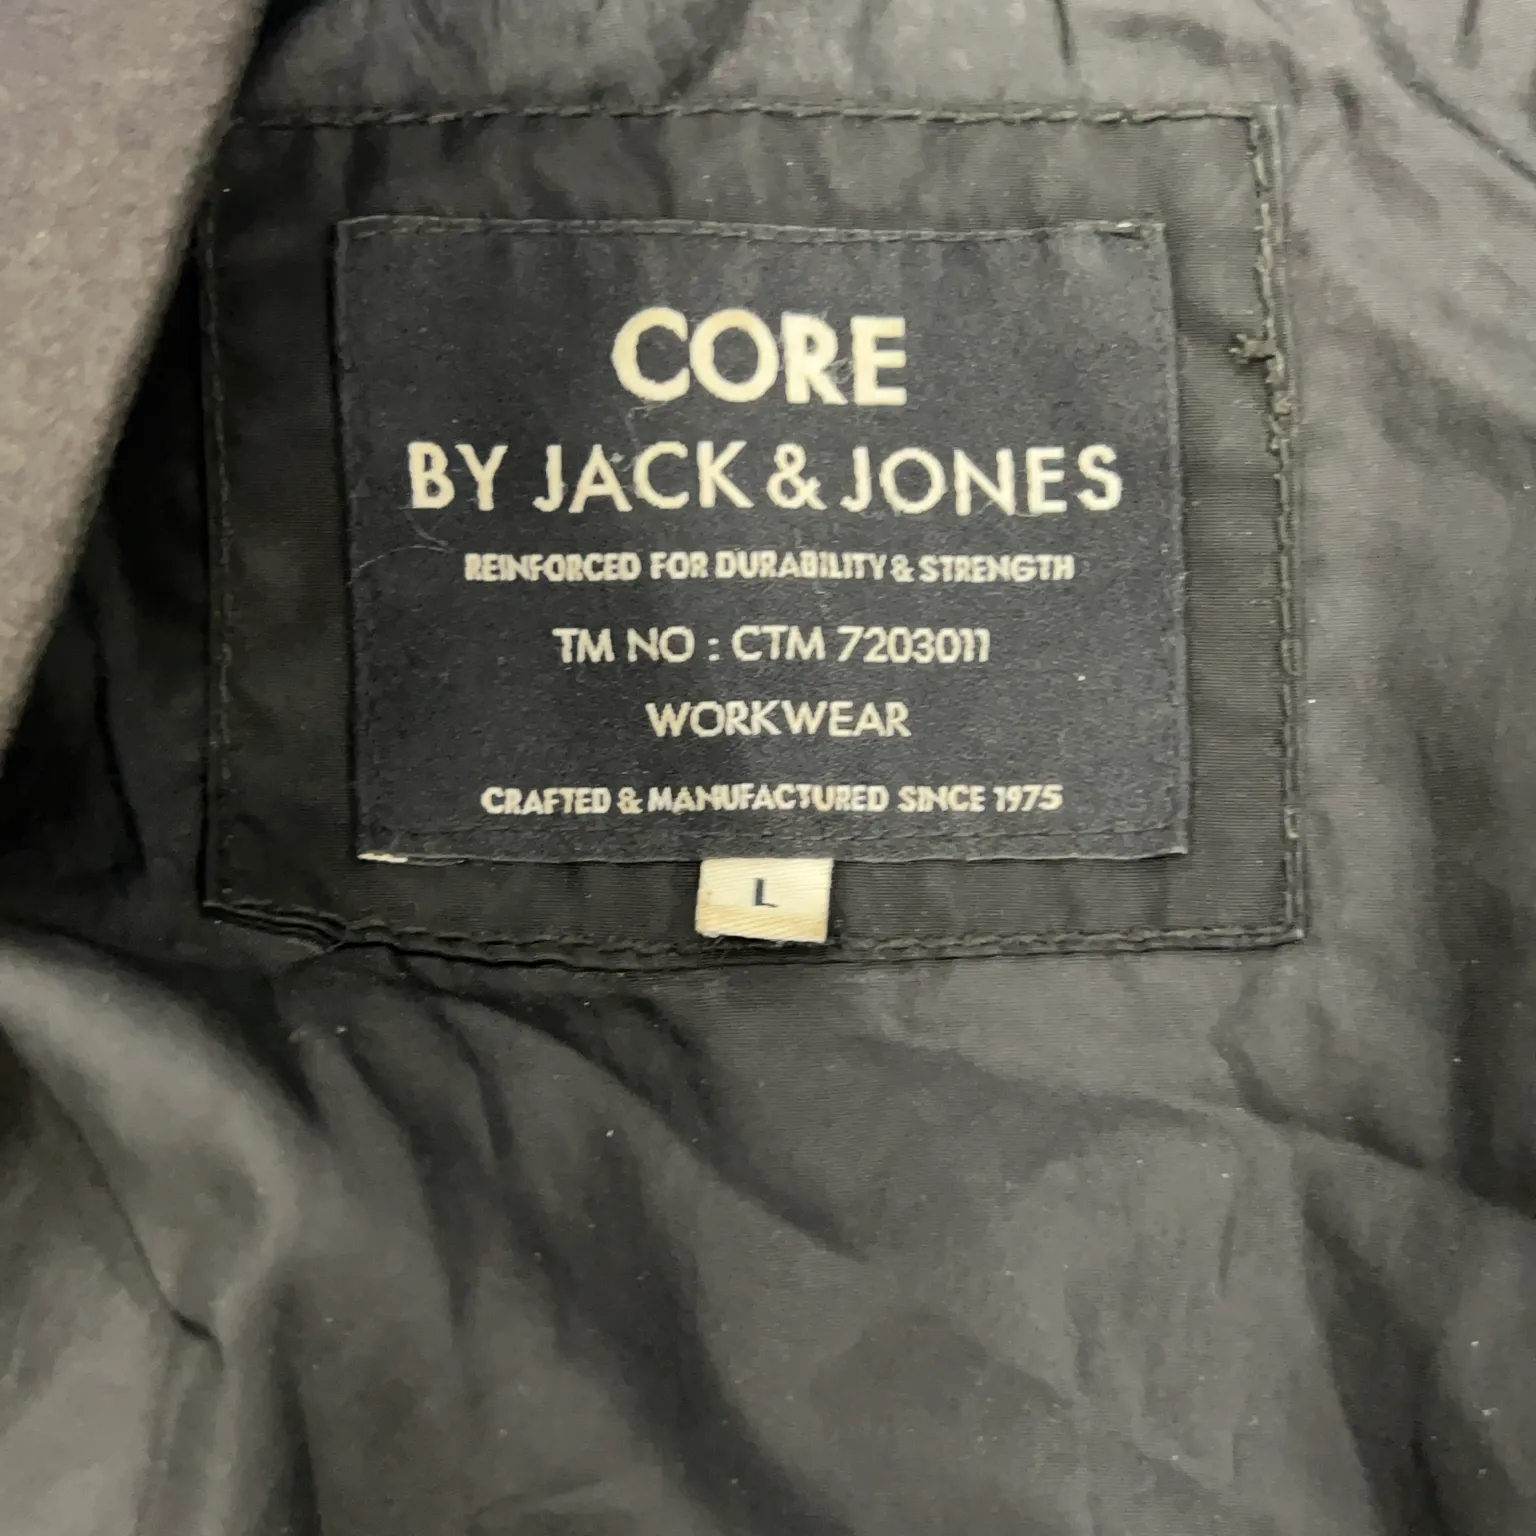 CORE
BY JACK & JONES
REINFORCED FOR DURABILITY & STRENGTH
TM NO : CTM 7203011
WORKWEAR
CRAFTED & MANUFACTURED SINCE 1975
L